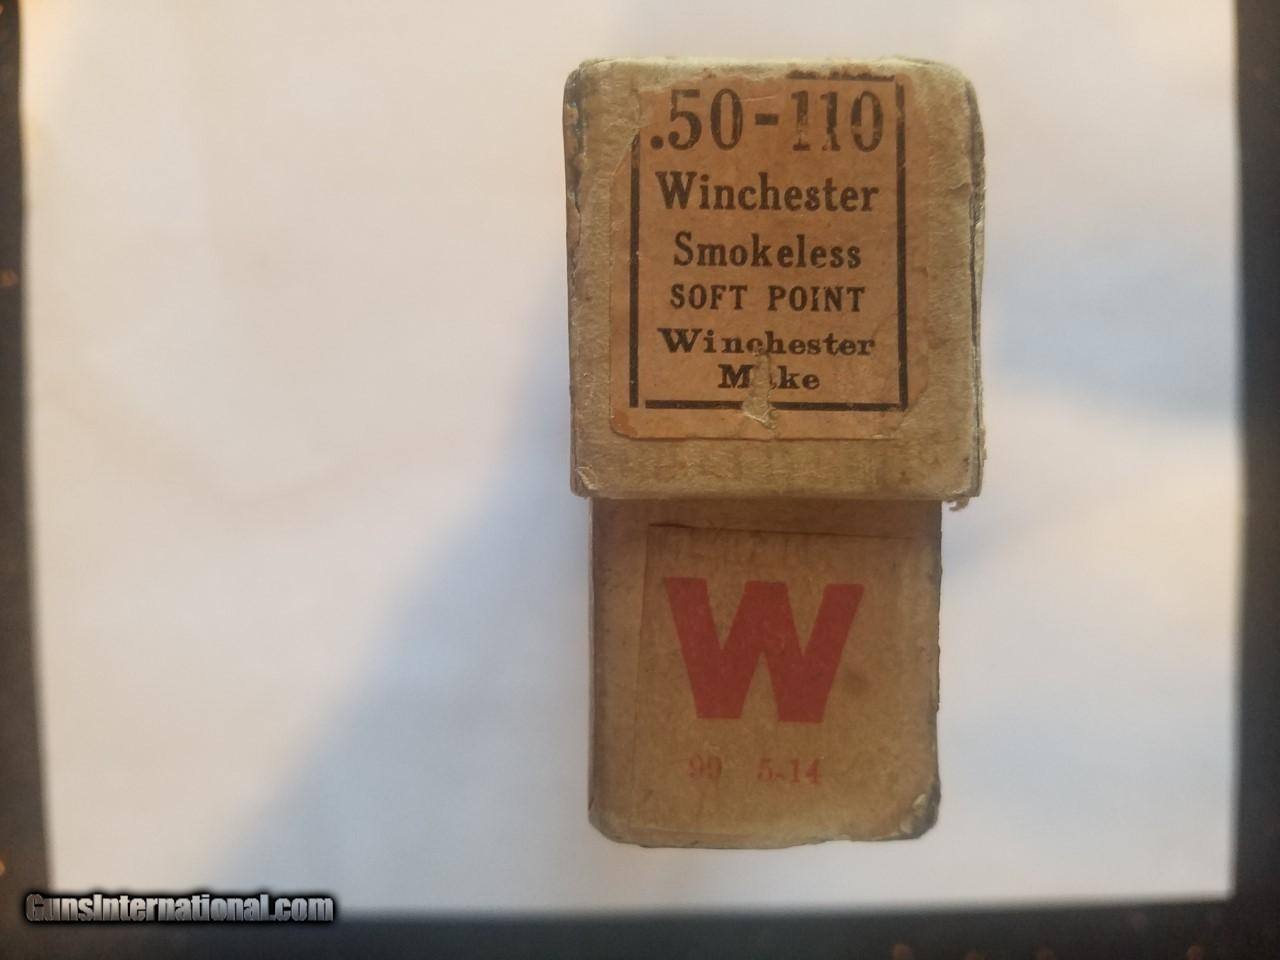 .50-110
Winchester
Smokeless
SOFT POINT
Winchester
Make
W
99 5-14
GunsInternational.com